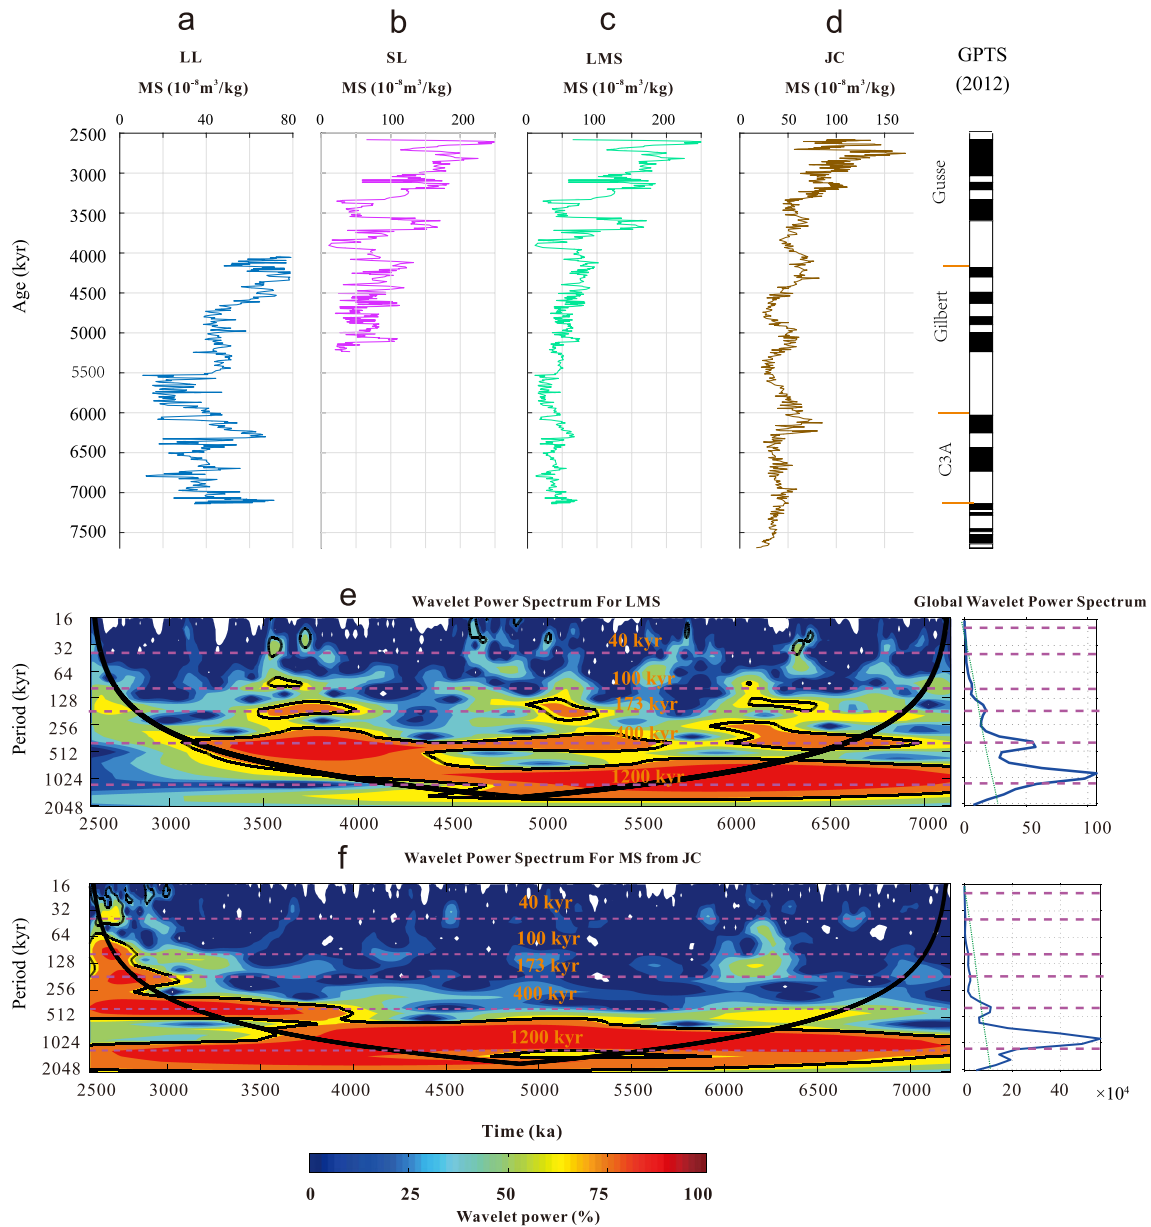 a b c d
LL SL LMS JC GPTS
MS (10-8m3/kg) MS (10-8m3/kg) MS (10-8m3/kg) MS (10-8m3/kg) (2012)
0 40 80 0 100 200 0 100 200 0 50 100 150
2500
3000
3500
4000
4500
5000
5500
6000
6500
7000
7500
Age (kyr)
Gusse
Gilbert
C3A
e
Wavelet Power Spectrum For LMS Global Wavelet Power Spectrum
Period (kyr)
16
32
64
128
256
512
1024
2048
40 kyr
100 kyr
173 kyr
400 kyr
1200 kyr
2500 3000 3500 4000 4500 5000 5500 6000 6500 7000 0 50 100
f
Wavelet Power Spectrum For MS from JC
Period (kyr)
16
32
64
128
256
512
1024
2048
40 kyr
100 kyr
173 kyr
400 kyr
1200 kyr
2500 3000 3500 4000 4500 5000 5500 6000 6500 7000 0 20 40 ×10⁴
Time (ka)
0 25 50 75 100
Wavelet power (%)